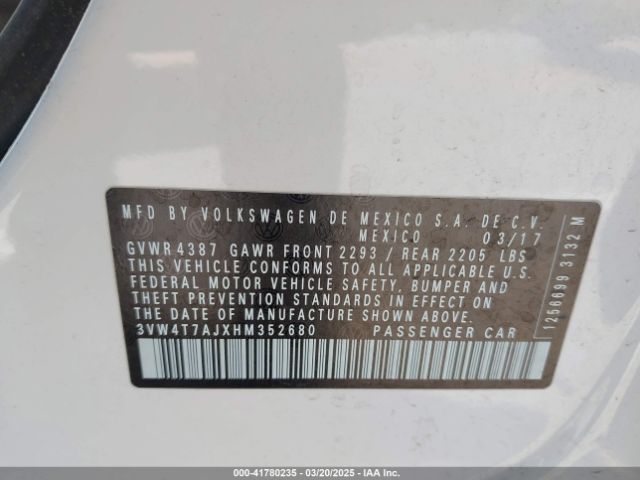 MFD BY VOLKSWAGEN DE MEXICO S.A. DE C.V.
MEXICO 03/17
GVWR 4387 GAWR FRONT 2293 / REAR 2205 LBS
THIS VEHICLE CONFORMS TO ALL APPLICABLE U.S.
FEDERAL MOTOR VEHICLE SAFETY, BUMPER AND
THEFT PREVENTION STANDARDS IN EFFECT ON
THE DATE OF MANUFACTURE SHOWN ABOVE.
3VW4T7AJXHM352680 PASSENGER CAR
1256699 3132 M
000-41780235 - 03/20/2025 - IAA Inc.